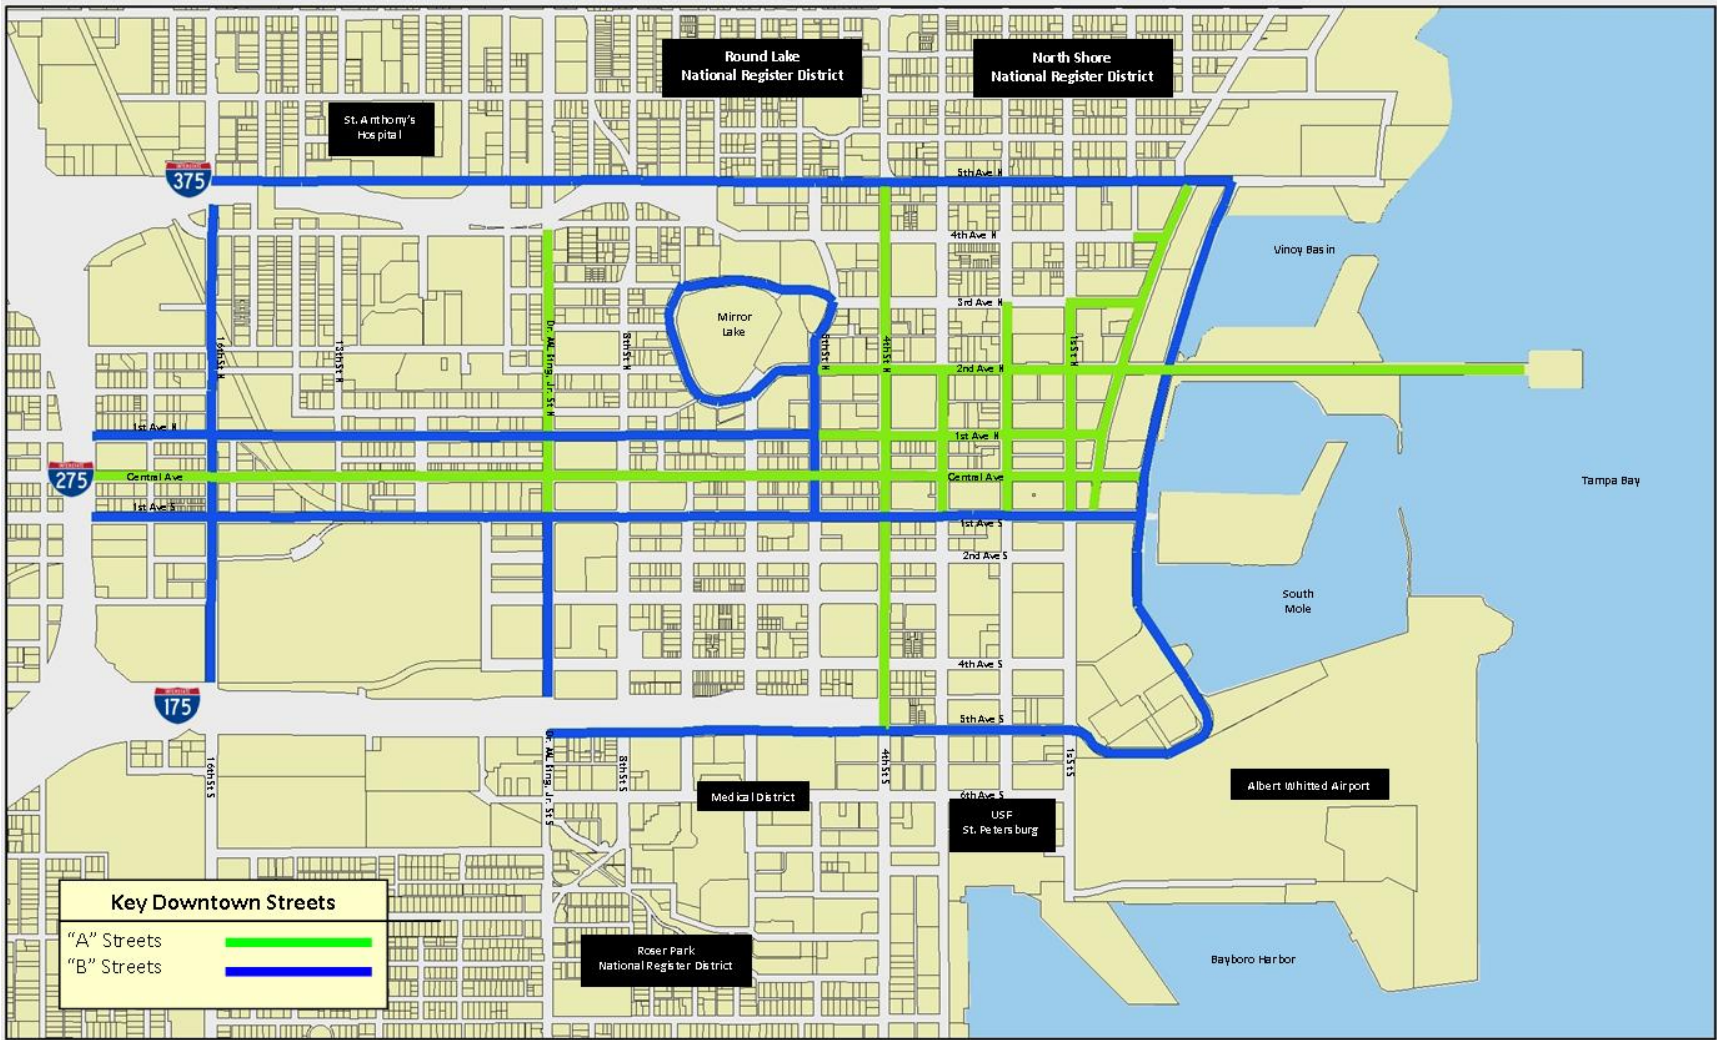 Round Lake
National Register District
North Shore
National Register District
St. Anthony's
Hospital
INTERSTATE
375
5th Ave N
4th Ave N
Vinoy Basin
3rd Ave N
Mirror
Lake
16th St N
13th St N
Dr. ML King, Jr. St N
8th St N
5th St N
4th St N
1st St N
2nd Ave N
1st Ave N
1st Ave N
INTERSTATE
275
Central Ave
Central Ave
Tampa Bay
1st Ave S
1st Ave S
2nd Ave S
South
Mole
4th Ave S
INTERSTATE
175
5th Ave S
16th St S
Dr. ML King, Jr. St S
8th St S
4th St S
1st St S
Medical District
Albert Whitted Airport
6th Ave S
USF
St. Petersburg
Key Downtown Streets
“A” Streets
“B” Streets
Roser Park
National Register District
Bayboro Harbor